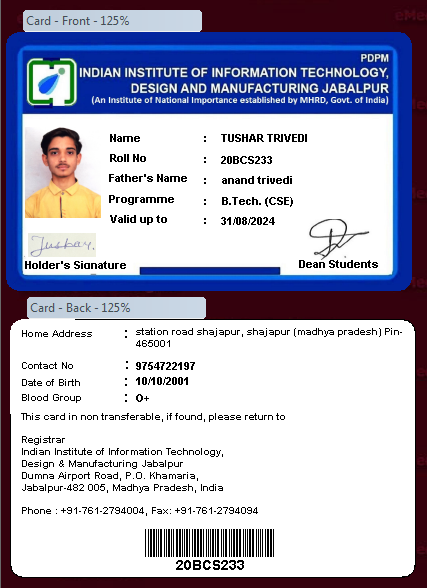 Card - Front - 125%
PDPM
INDIAN INSTITUTE OF INFORMATION TECHNOLOGY,
DESIGN AND MANUFACTURING JABALPUR
(An Institute of National Importance established by MHRD, Govt. of India)
Name : TUSHAR TRIVEDI
Roll No : 20BCS233
Father's Name : anand trivedi
Programme : B.Tech. (CSE)
Valid up to : 31/08/2024
Tushar.
Holder's Signature
Dean Students
Card - Back - 125%
Home Address : station road shajapur, shajapur (madhya pradesh) Pin-
465001
Contact No : 9754722197
Date of Birth : 10/10/2001
Blood Group : O+
This card in non transferable, if found, please return to
Registrar
Indian Institute of Information Technology,
Design & Manufacturing Jabalpur
Dumna Airport Road, P.O. Khamaria,
Jabalpur-482 005, Madhya Pradesh, India
Phone : +91-761-2794004, Fax: +91-761-2794094
20BCS233